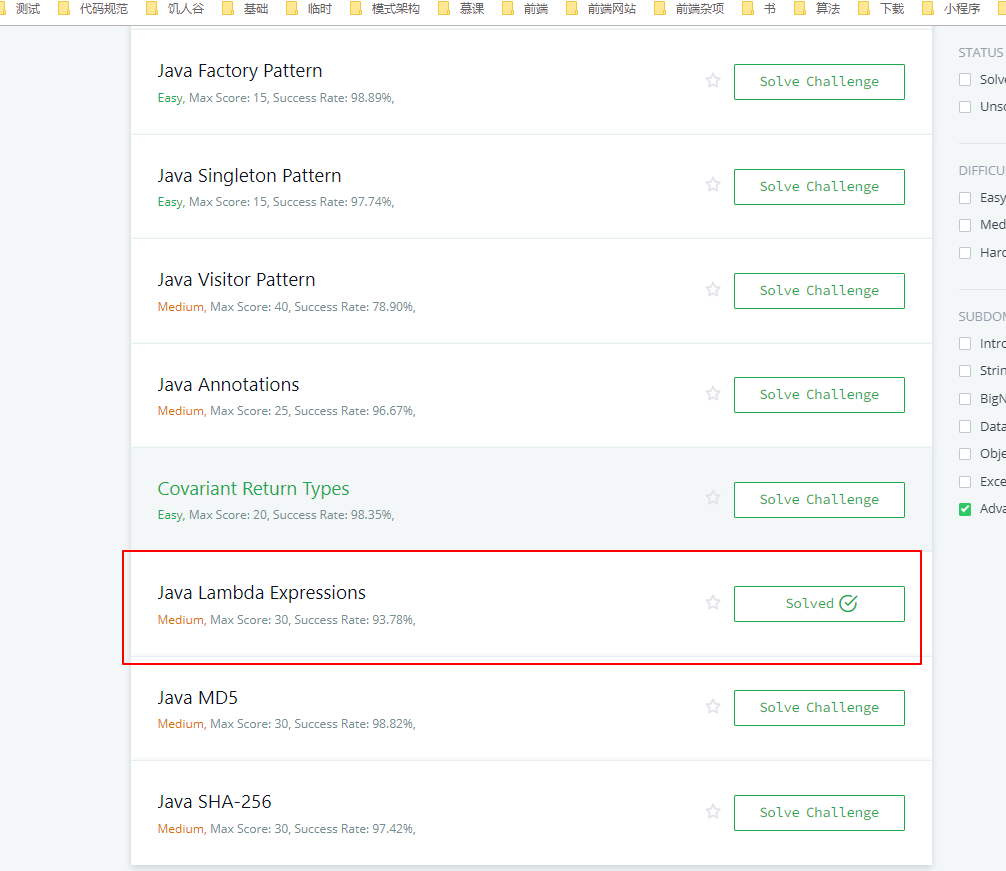 测试 代码规范 饥人谷 基础 临时 模式架构 慕课 前端 前端网站 前端杂项 书 算法 下载 小程序
Java Factory Pattern
Easy, Max Score: 15, Success Rate: 98.89%,
Solve Challenge
Java Singleton Pattern
Easy, Max Score: 15, Success Rate: 97.74%,
Solve Challenge
Java Visitor Pattern
Medium, Max Score: 40, Success Rate: 78.90%,
Solve Challenge
Java Annotations
Medium, Max Score: 25, Success Rate: 96.67%,
Solve Challenge
Covariant Return Types
Easy, Max Score: 20, Success Rate: 98.35%,
Solve Challenge
Java Lambda Expressions
Medium, Max Score: 30, Success Rate: 93.78%,
Solved
Java MD5
Medium, Max Score: 30, Success Rate: 98.82%,
Solve Challenge
Java SHA-256
Medium, Max Score: 30, Success Rate: 97.42%,
Solve Challenge
STATUS
Solve
Unso
DIFFICU
Easy
Med
Hard
SUBDOM
Intro
Strin
BigN
Data
Obje
Exce
Adva